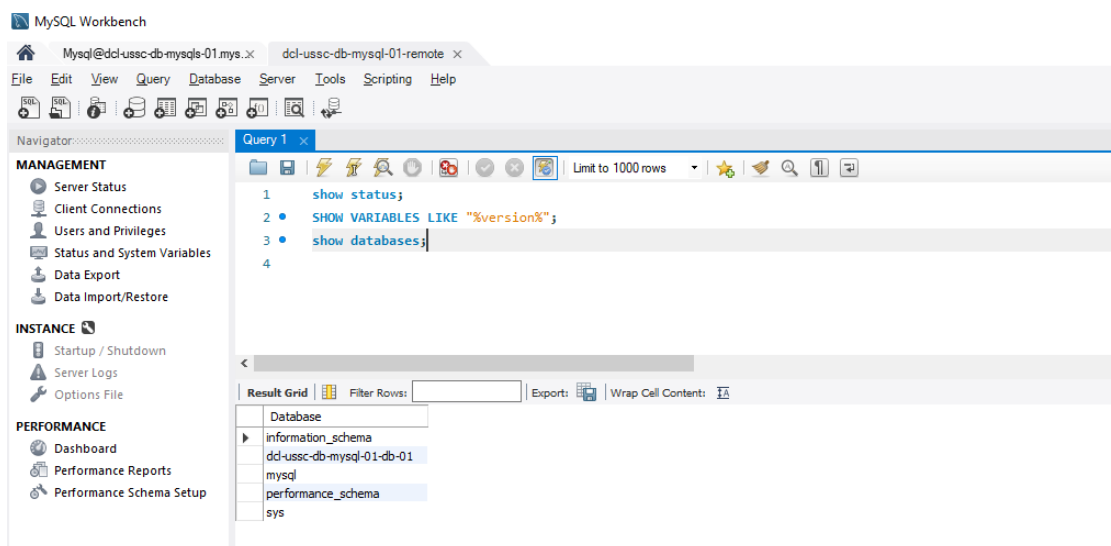 MySQL Workbench
Mysql@dcl-ussc-db-mysqls-01.mys.. × dcl-ussc-db-mysql-01-remote ×
File Edit View Query Database Server Tools Scripting Help
SQL SQL
Navigator
Query 1 ×
MANAGEMENT
Server Status
Client Connections
Users and Privileges
Status and System Variables
Data Export
Data Import/Restore
INSTANCE
Startup / Shutdown
Server Logs
Options File
PERFORMANCE
Dashboard
Performance Reports
Performance Schema Setup
Limit to 1000 rows
1 show status;
2 SHOW VARIABLES LIKE "%version%";
3 show databases;
4
Result Grid Filter Rows: Export: Wrap Cell Content: IA
Database
information_schema
dcl-ussc-db-mysql-01-db-01
mysql
performance_schema
sys